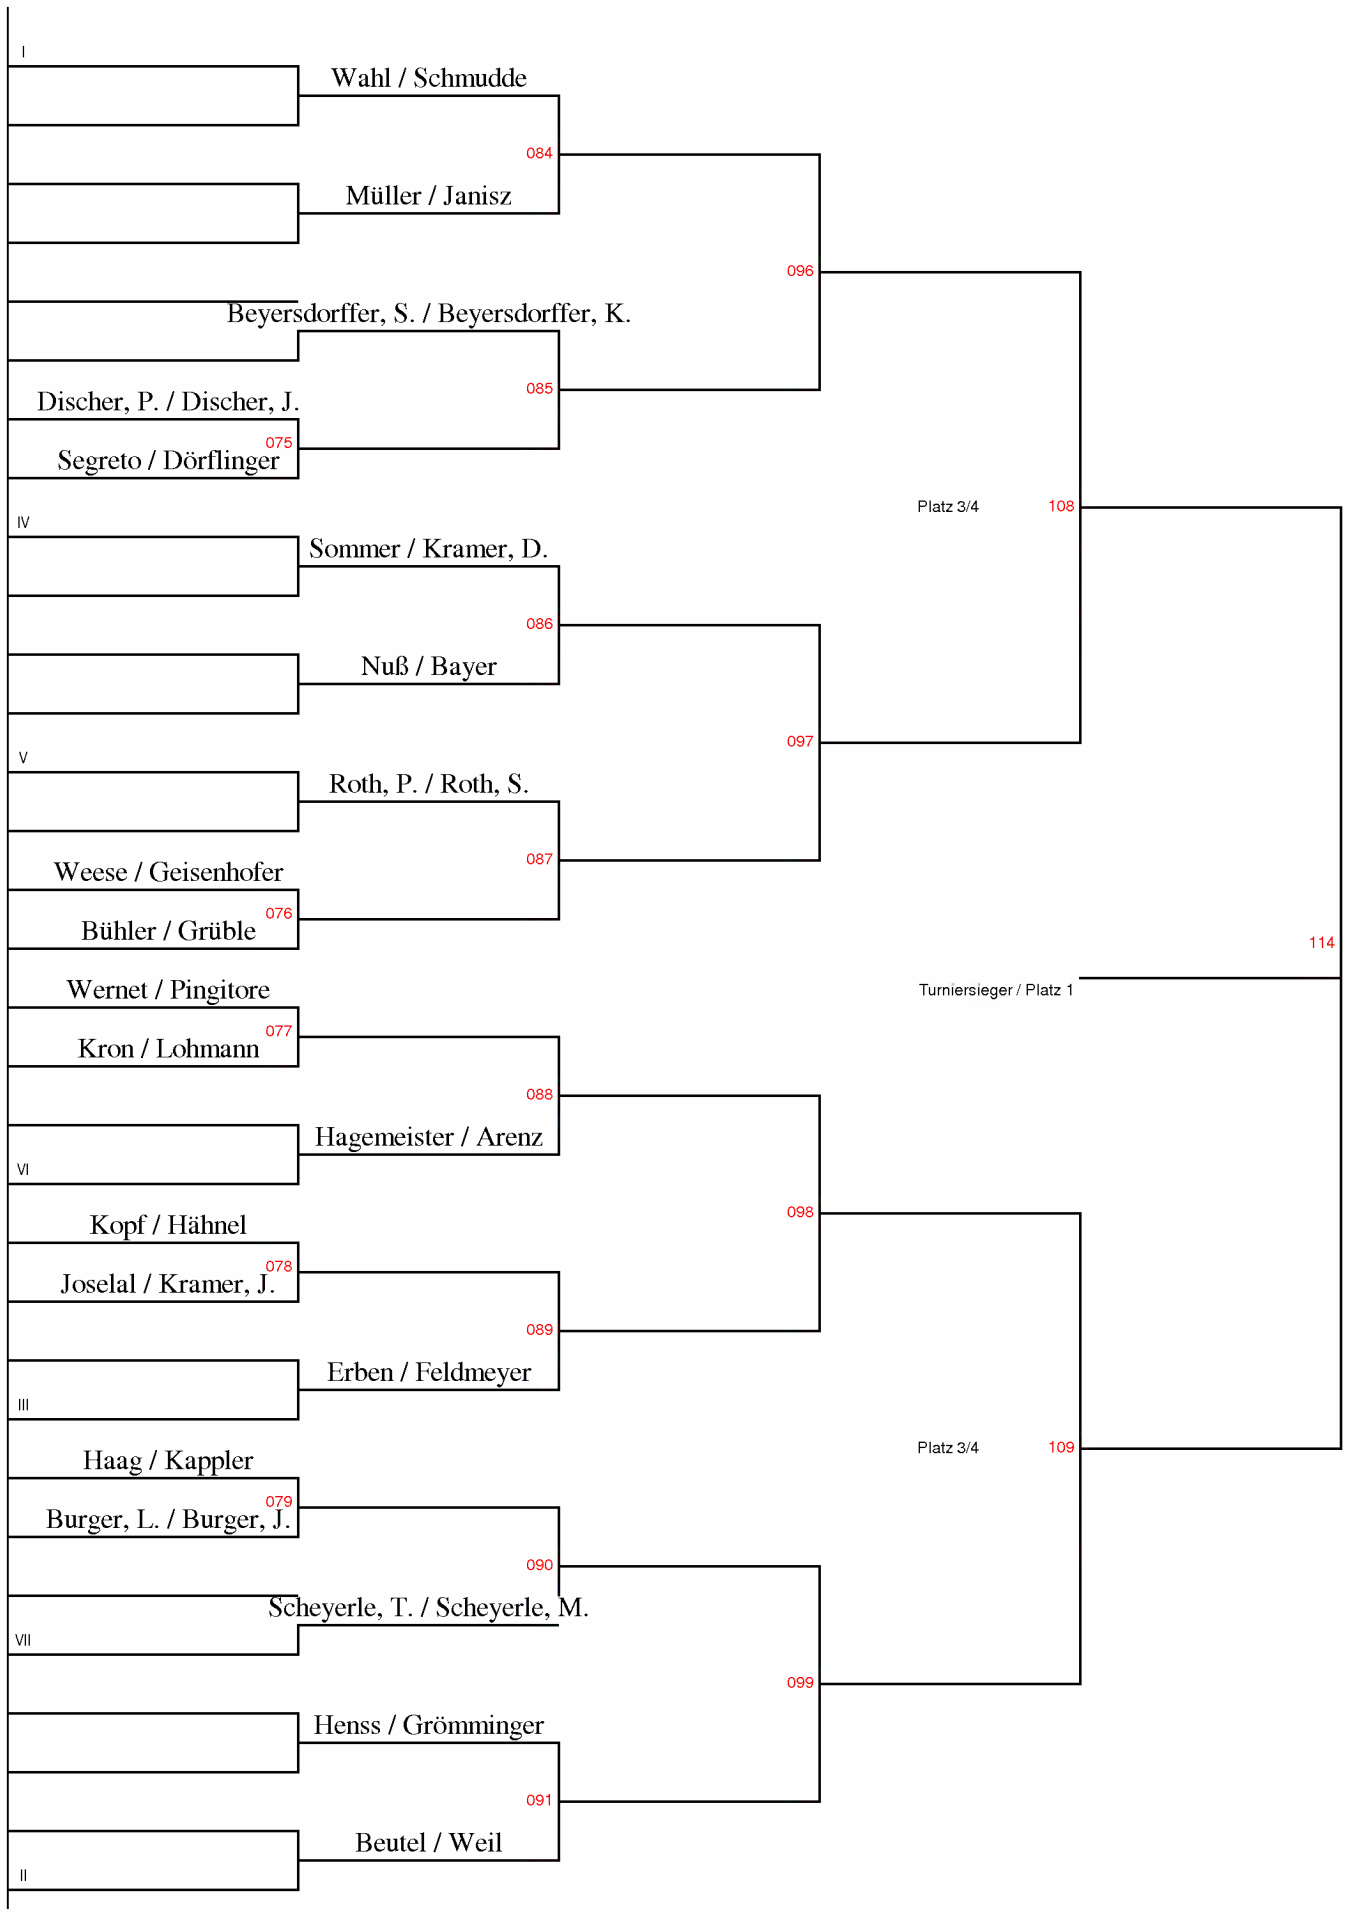 I
Wahl / Schmudde
084
Müller / Janisz
096
Beyersdorffer, S. / Beyersdorffer, K.
085
Discher, P. / Discher, J.
075
Segreto / Dörflinger
Platz 3/4 108
IV
Sommer / Kramer, D.
086
Nuß / Bayer
097
V
Roth, P. / Roth, S.
087
Weese / Geisenhofer
076
Bühler / Grüble
114
Turniersieger / Platz 1
Wernet / Pingitore
077
Kron / Lohmann
088
Hagemeister / Arenz
VI
098
Kopf / Hähnel
078
Joselal / Kramer, J.
089
Erben / Feldmeyer
III
Platz 3/4 109
Haag / Kappler
079
Burger, L. / Burger, J.
090
Scheyerle, T. / Scheyerle, M.
VII
099
Henss / Grömminger
091
Beutel / Weil
II